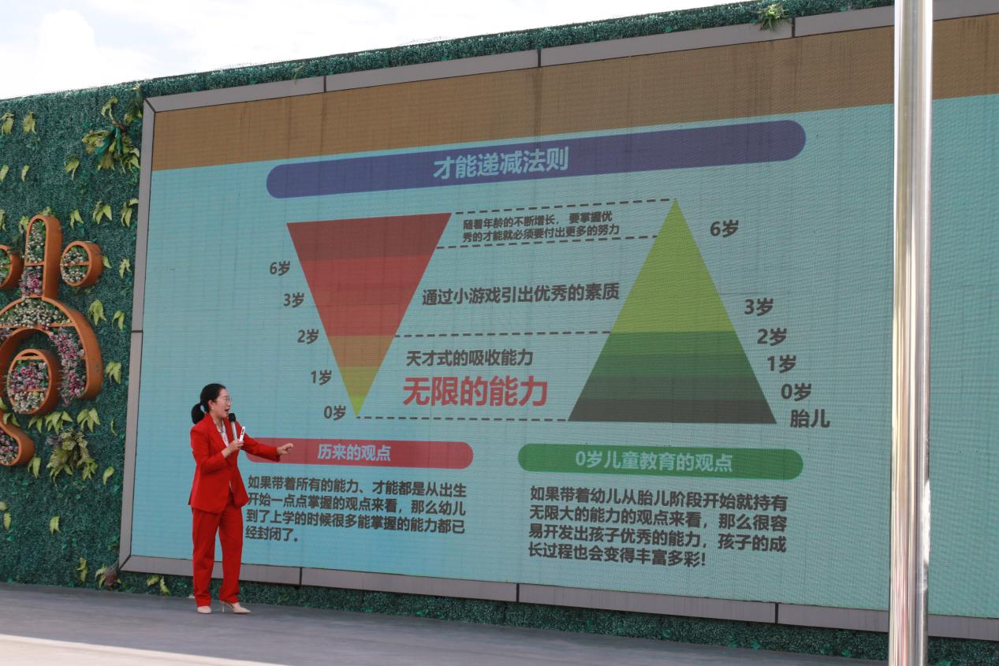 才能递减法则
随着年龄的不断增长，要掌握优
秀的才能就必须要付出更多的努力
6岁
6岁
3岁
通过小游戏引出优秀的素质
3岁
2岁
2岁
天才式的吸收能力
1岁
1岁
无限的能力
0岁
0岁
胎儿
历来的观点
如果带着所有的能力、才能都是从出生
开始一点点掌握的观点来看，那么幼儿
到了上学的时候很多能掌握的能力都已
经封闭了。
0岁儿童教育的观点
如果带着幼儿从胎儿阶段开始就持有
无限大的能力的观点来看，那么很容
易开发出孩子优秀的能力，孩子的成
长过程也会变得丰富多彩!